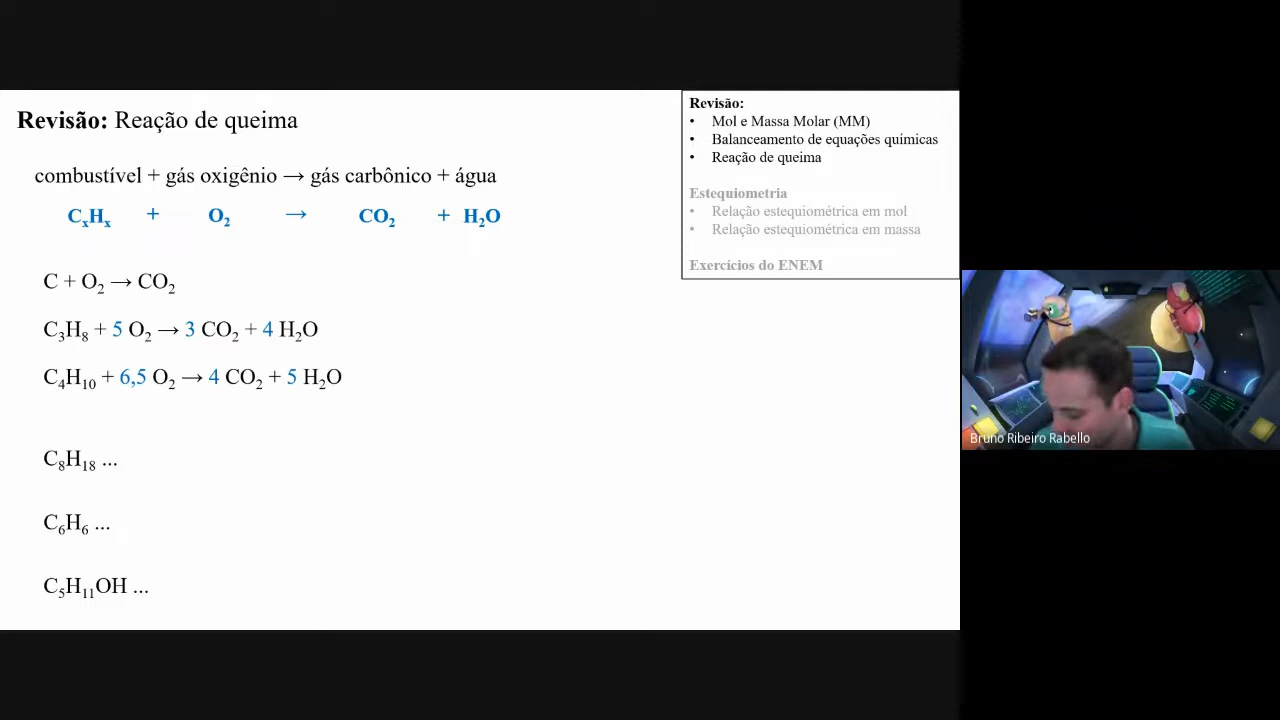 Revisão: Reação de queima
combustível + gás oxigênio → gás carbônico + água
CₓHₓ + O₂ → CO₂ + H₂O
C + O₂ → CO₂
C₃H₈ + 5 O₂ → 3 CO₂ + 4 H₂O
C₄H₁₀ + 6,5 O₂ → 4 CO₂ + 5 H₂O
C₈H₁₈ ...
C₆H₆ ...
C₅H₁₁OH ...
Revisão:
• Mol e Massa Molar (MM)
• Balanceamento de equações químicas
• Reação de queima
Estequiometria
• Relação estequiométrica em mol
• Relação estequiométrica em massa
Exercícios do ENEM
Bruno Ribeiro Rabello